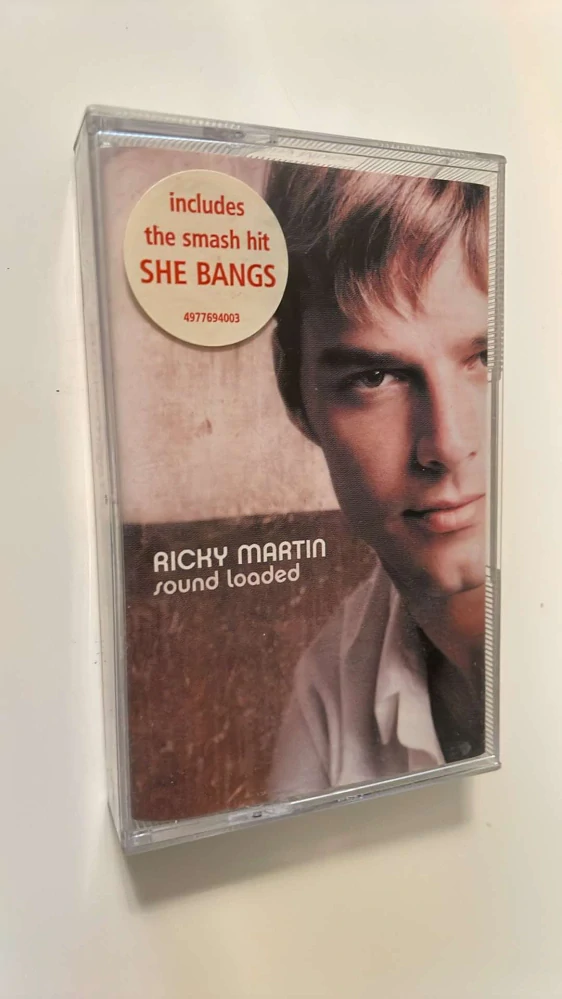 includes
the smash hit
SHE BANGS
4977694003
RICKY MARTIN
sound loaded